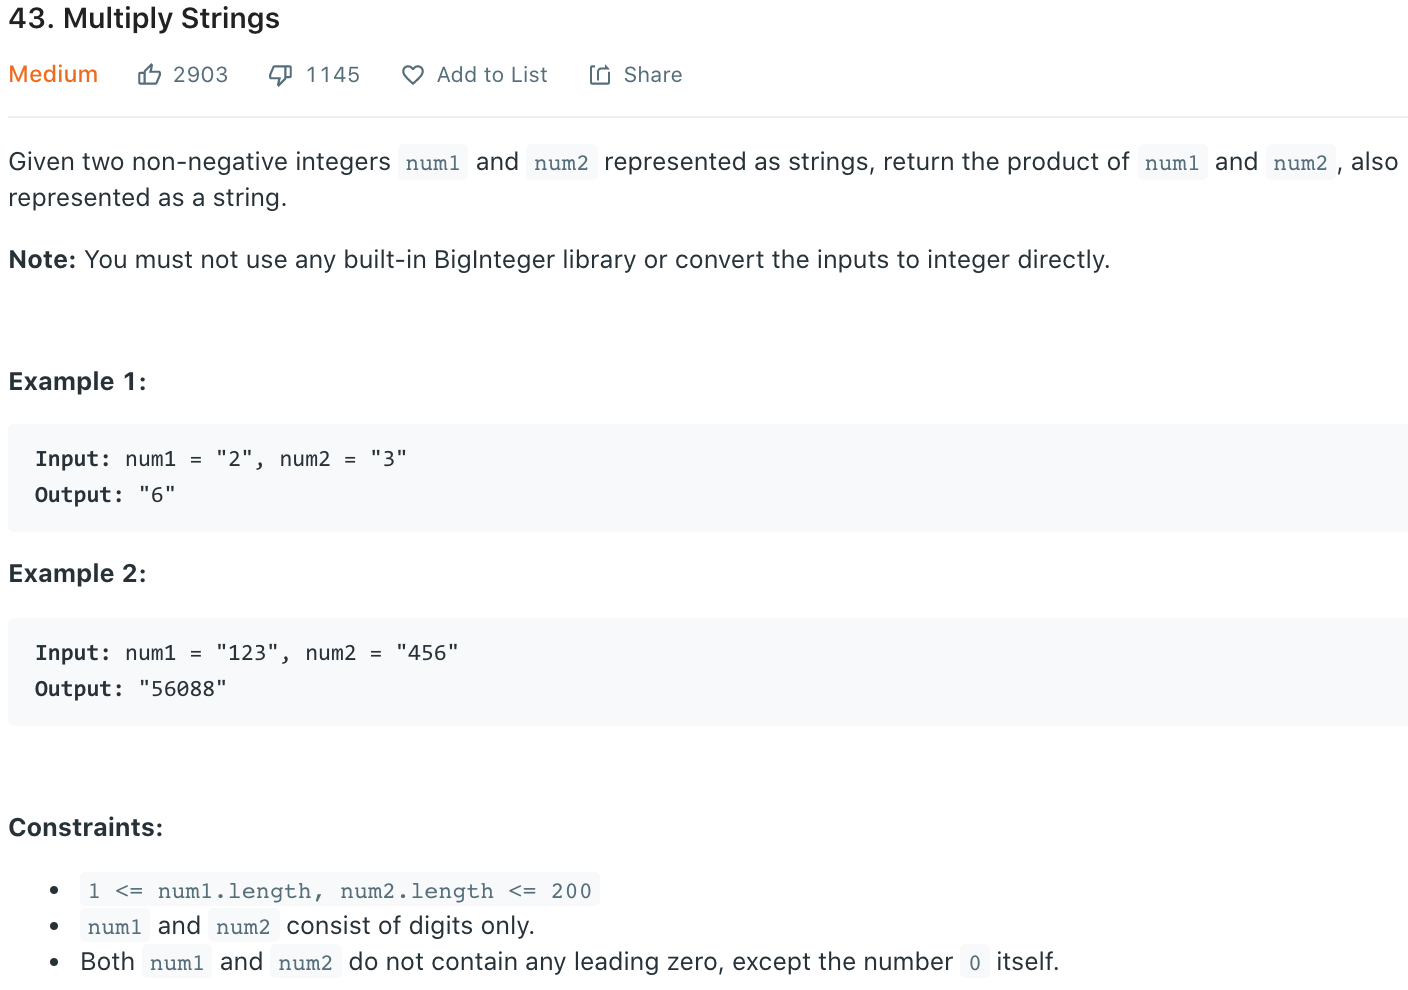 43. Multiply Strings
Medium 2903 1145 Add to List Share
Given two non-negative integers num1 and num2 represented as strings, return the product of num1 and num2 , also
represented as a string.
Note: You must not use any built-in BigInteger library or convert the inputs to integer directly.
Example 1:
Input: num1 = "2", num2 = "3"
Output: "6"
Example 2:
Input: num1 = "123", num2 = "456"
Output: "56088"
Constraints:
• 1 <= num1.length, num2.length <= 200
• num1 and num2 consist of digits only.
• Both num1 and num2 do not contain any leading zero, except the number 0 itself.